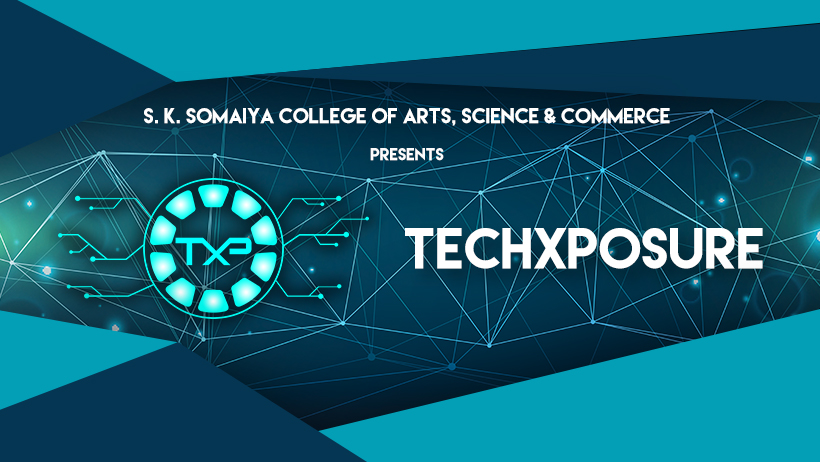 S. K. SOMAIYA COLLEGE OF ARTS, SCIENCE & COMMERCE
PRESENTS
TXP
TECHXPOSURE